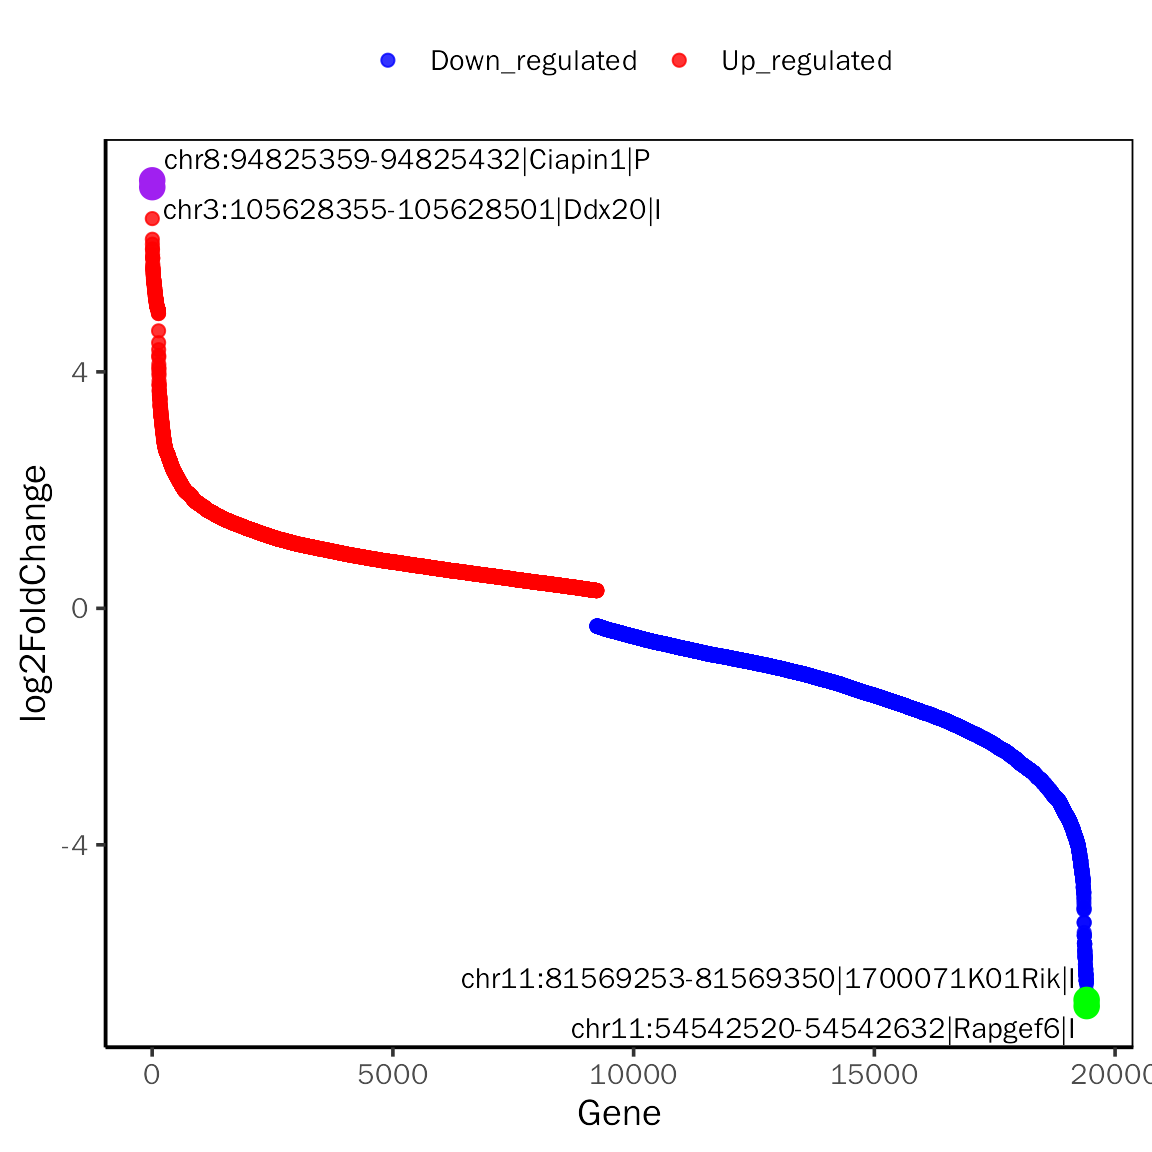 Down_regulated
Up_regulated
chr8:94825359-94825432|Ciapin1|P
chr3:105628355-105628501|Ddx20|I
4
0
-4
log2FoldChange
chr11:81569253-81569350|1700071K01Rik|I
chr11:54542520-54542632|Rapgef6|I
0
5000
10000
15000
20000
Gene